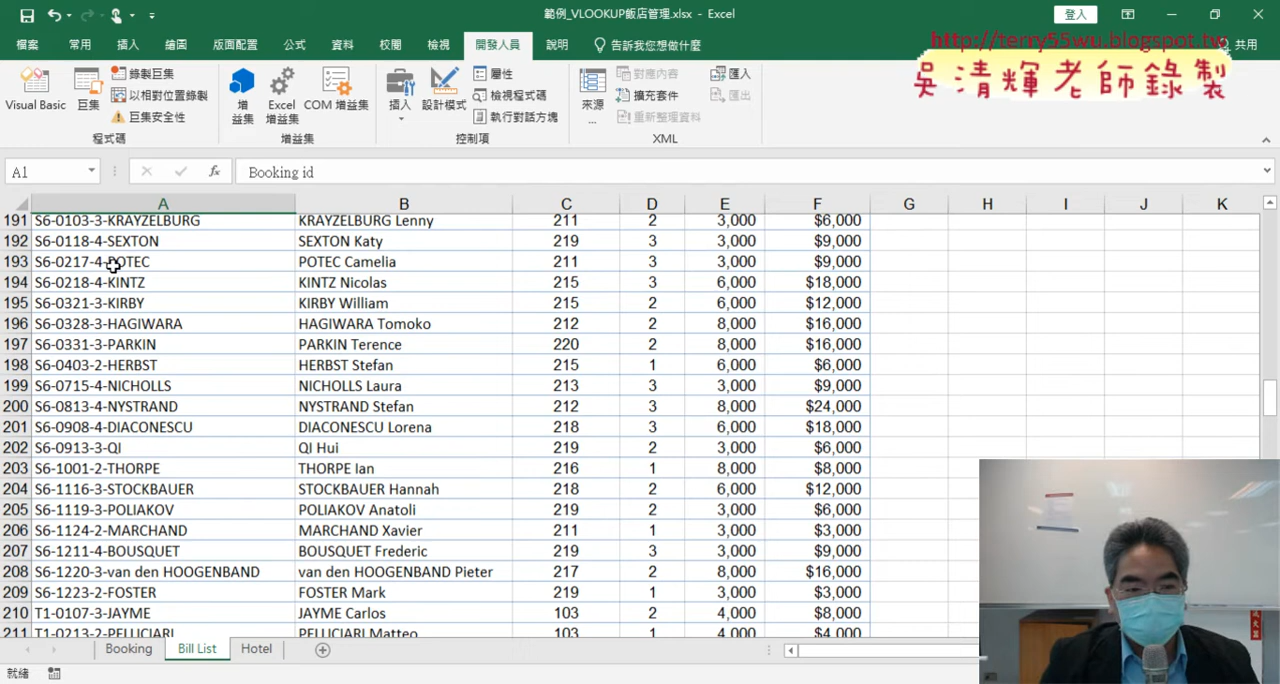 範例_VLOOKUP飯店管理.xlsx - Excel
登入
檔案 常用 插入 繪圖 版面配置 公式 資料 校閱 檢視 開發人員 說明 告訴我您想做什麼 共用
http://terry55wu.blogspot.tw
吳清輝老師錄製
Visual Basic 巨集 錄製巨集 以相對位置錄製 巨集安全性
增益集 Excel 增益集 COM 增益集
插入 設計模式 屬性 檢視程式碼 執行對話方塊
來源... 對應內容 擴充套件 重新整理資料 匯入 匯出
程式碼 增益集 控制項 XML
A1 fx Booking id
A B C D E F G H I J K
191 S6-0103-3-KRAYZELBURG KRAYZELBURG Lenny 211 2 3,000 $6,000
192 S6-0118-4-SEXTON SEXTON Katy 219 3 3,000 $9,000
193 S6-0217-4-POTEC POTEC Camelia 211 3 3,000 $9,000
194 S6-0218-4-KINTZ KINTZ Nicolas 215 3 6,000 $18,000
195 S6-0321-3-KIRBY KIRBY William 215 2 6,000 $12,000
196 S6-0328-3-HAGIWARA HAGIWARA Tomoko 212 2 8,000 $16,000
197 S6-0331-3-PARKIN PARKIN Terence 220 2 8,000 $16,000
198 S6-0403-2-HERBST HERBST Stefan 215 1 6,000 $6,000
199 S6-0715-4-NICHOLLS NICHOLLS Laura 213 3 3,000 $9,000
200 S6-0813-4-NYSTRAND NYSTRAND Stefan 212 3 8,000 $24,000
201 S6-0908-4-DIACONESCU DIACONESCU Lorena 218 3 6,000 $18,000
202 S6-0913-3-QI QI Hui 219 2 3,000 $6,000
203 S6-1001-2-THORPE THORPE Ian 216 1 8,000 $8,000
204 S6-1116-3-STOCKBAUER STOCKBAUER Hannah 218 2 6,000 $12,000
205 S6-1119-3-POLIAKOV POLIAKOV Anatoli 219 2 3,000 $6,000
206 S6-1124-2-MARCHAND MARCHAND Xavier 211 1 3,000 $3,000
207 S6-1211-4-BOUSQUET BOUSQUET Frederic 219 3 3,000 $9,000
208 S6-1220-3-van den HOOGENBAND van den HOOGENBAND Pieter 217 2 8,000 $16,000
209 S6-1223-2-FOSTER FOSTER Mark 219 1 3,000 $3,000
210 T1-0107-3-JAYME JAYME Carlos 103 2 4,000 $8,000
211 T1-0213-2-PELLICIARI PELLICIARI Matteo 103 1 4,000 $4,000
Booking Bill List Hotel
就緒